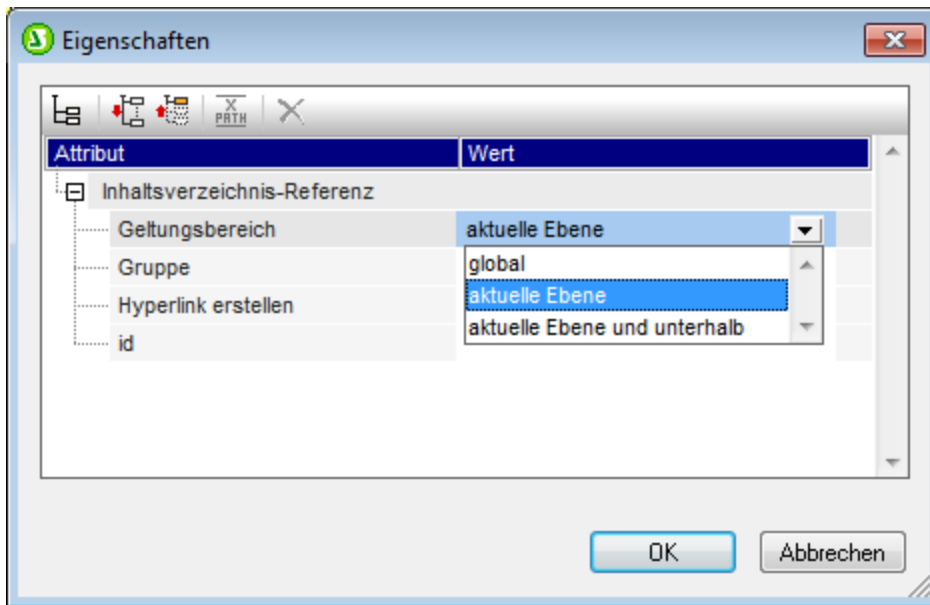 Eigenschaften
X
PATH
Attribut Wert
Inhaltsverzeichnis-Referenz
Geltungsbereich aktuelle Ebene
Gruppe global
Hyperlink erstellen aktuelle Ebene
aktuelle Ebene und unterhalb
id
OK Abbrechen